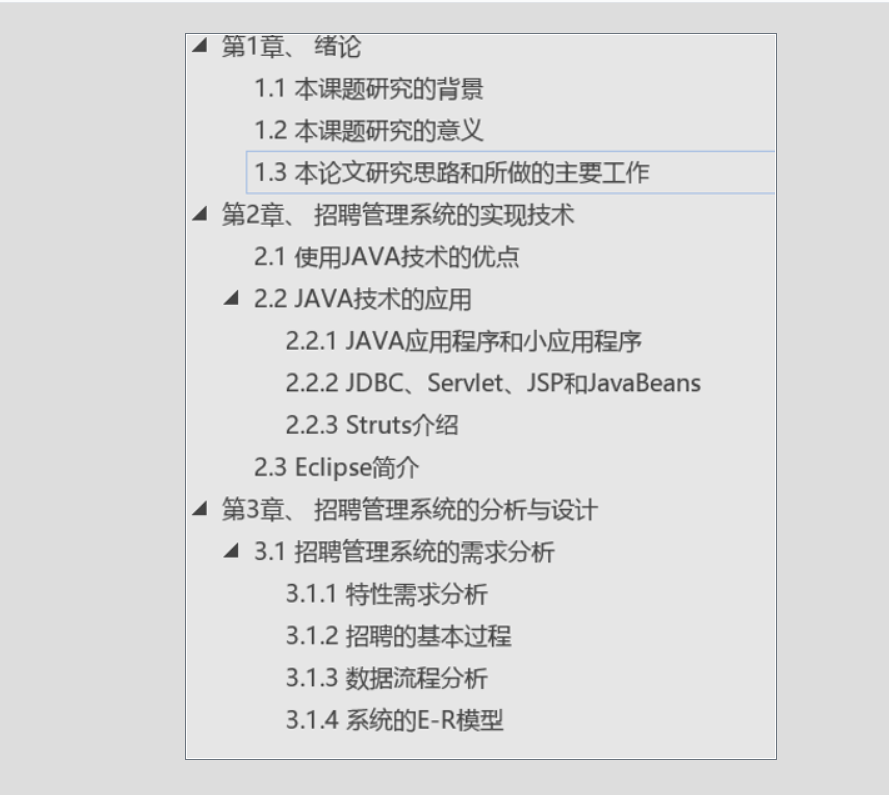 第1章、 绪论
1.1 本课题研究的背景
1.2 本课题研究的意义
1.3 本论文研究思路和所做的主要工作
第2章、 招聘管理系统的实现技术
2.1 使用JAVA技术的优点
2.2 JAVA技术的应用
2.2.1 JAVA应用程序和小应用程序
2.2.2 JDBC、Servlet、JSP和JavaBeans
2.2.3 Struts介绍
2.3 Eclipse简介
第3章、 招聘管理系统的分析与设计
3.1 招聘管理系统的需求分析
3.1.1 特性需求分析
3.1.2 招聘的基本过程
3.1.3 数据流程分析
3.1.4 系统的E-R模型